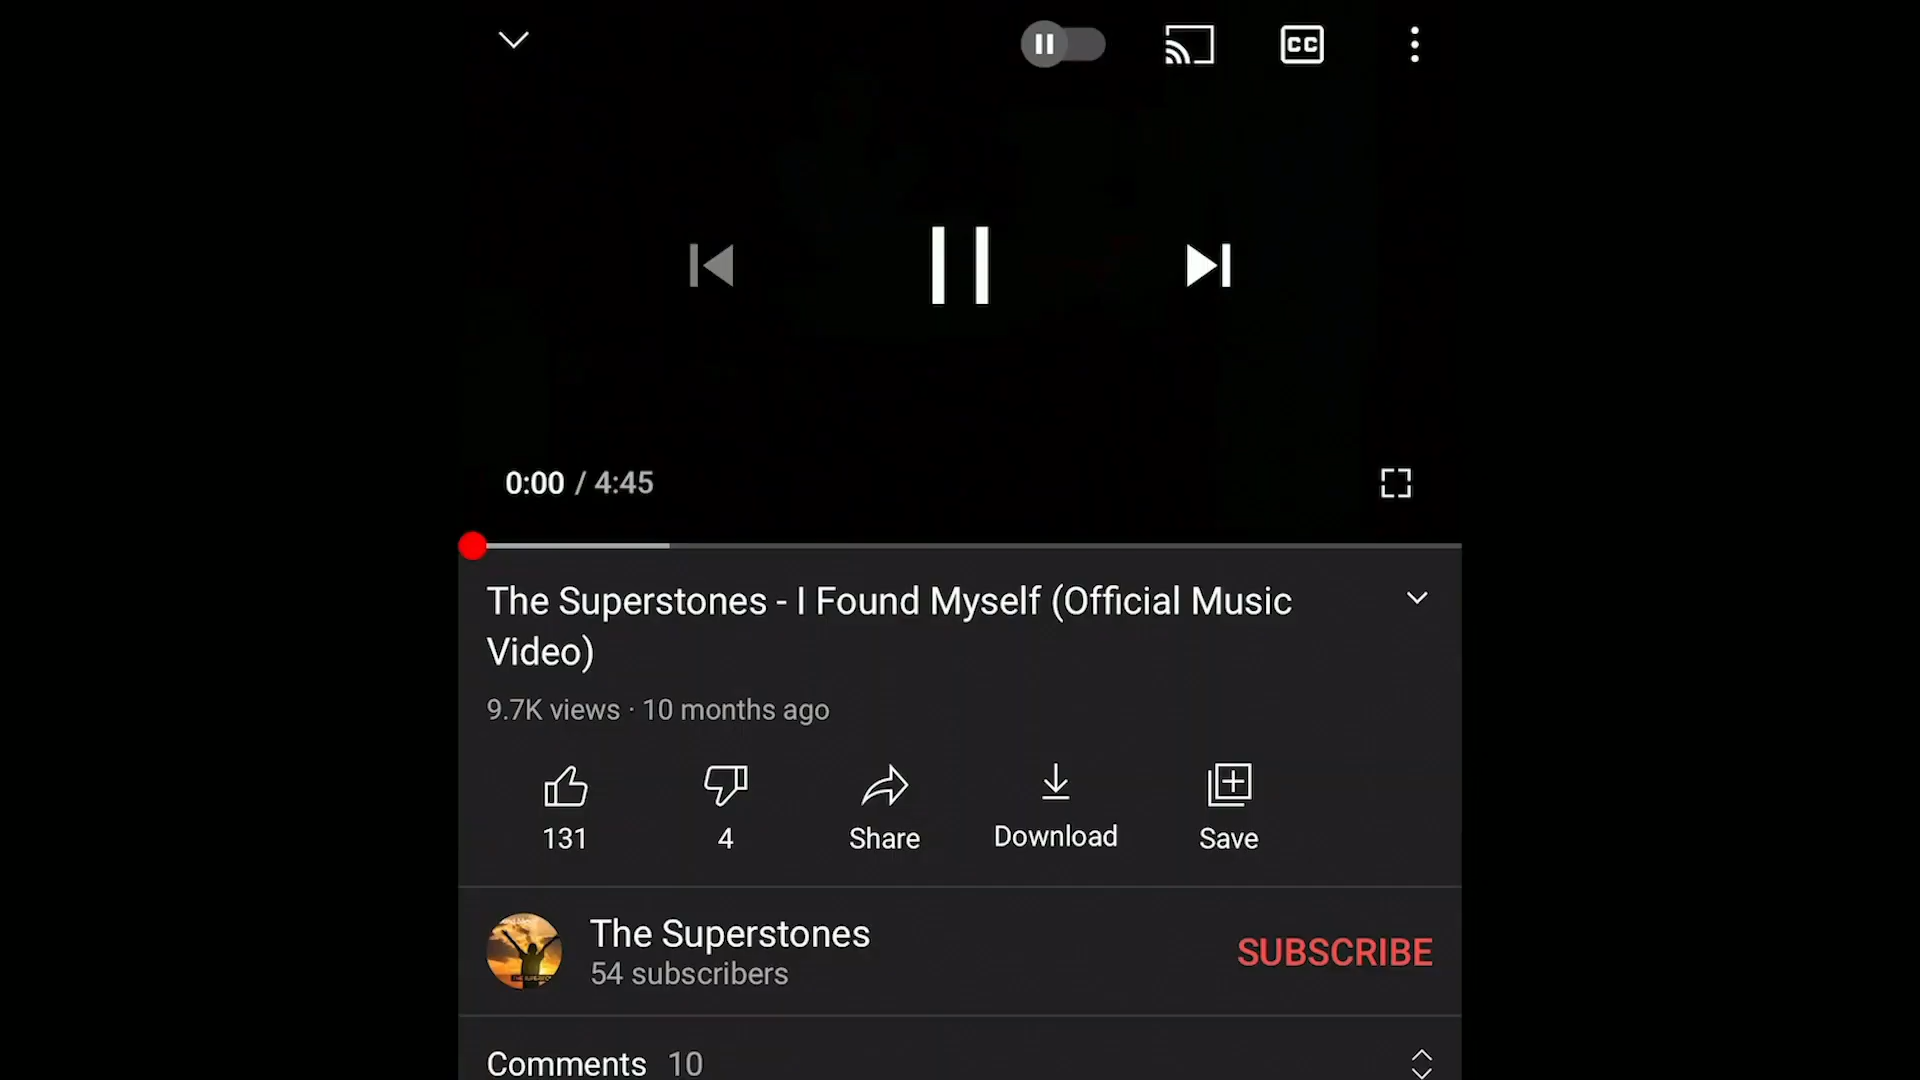 CC
0:00 / 4:45
The Superstones - I Found Myself (Official Music
Video)
9.7K views · 10 months ago
131
4
Share
Download
Save
The Superstones
54 subscribers
SUBSCRIBE
Comments 10